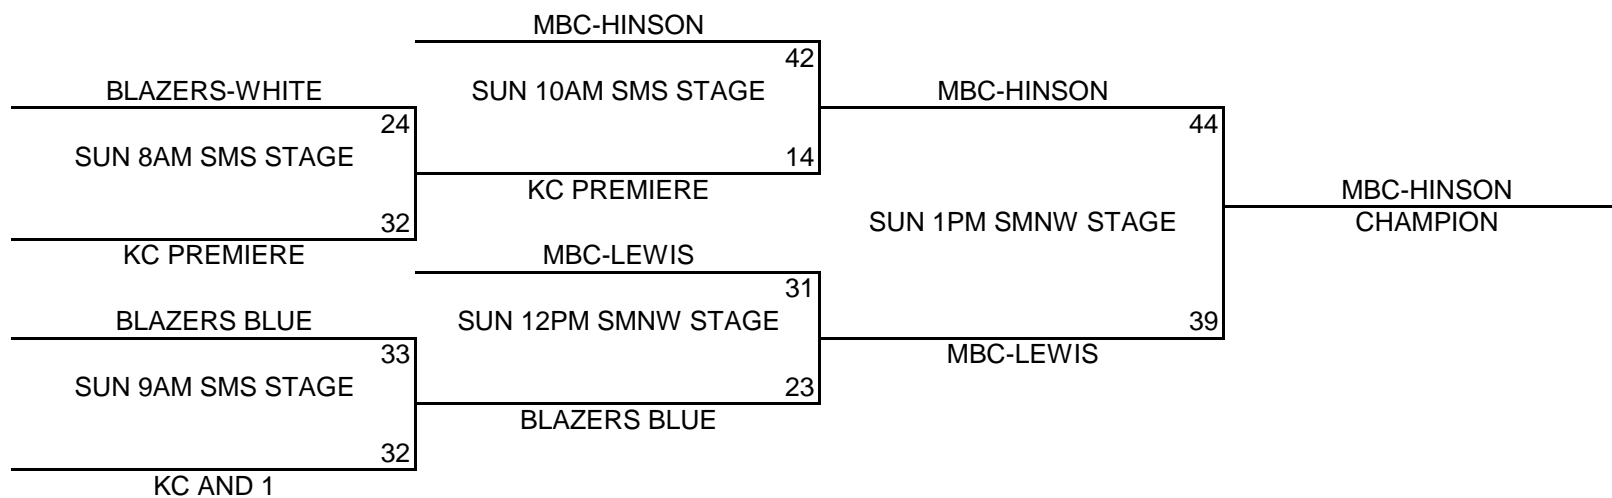 MBC-HINSON
42
BLAZERS-WHITE
SUN 10AM SMS STAGE
MBC-HINSON
24
44
SUN 8AM SMS STAGE
14
KC PREMIERE
MBC-HINSON
32
SUN 1PM SMNW STAGE
CHAMPION
KC PREMIERE
MBC-LEWIS
31
BLAZERS BLUE
SUN 12PM SMNW STAGE
39
33
MBC-LEWIS
SUN 9AM SMS STAGE
23
BLAZERS BLUE
32
KC AND 1